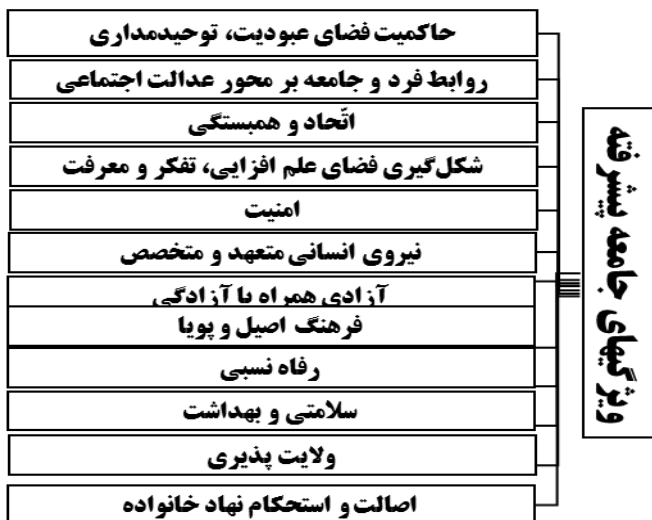 ویژگیهای جامعه پیشرفته
حاکمیت فضای عبودیت، توحیدمداری
روابط فرد و جامعه بر محور عدالت اجتماعی
اتّحاد و همبستگی
شکل‌گیری فضای علم افزایی، تفکر و معرفت
امنیت
نیروی انسانی متعهد و متخصص
آزادی همراه با آزادگی
فرهنگ اصیل و پویا
رفاه نسبی
سلامتی و بهداشت
ولایت پذیری
اصالت و استحکام نهاد خانواده